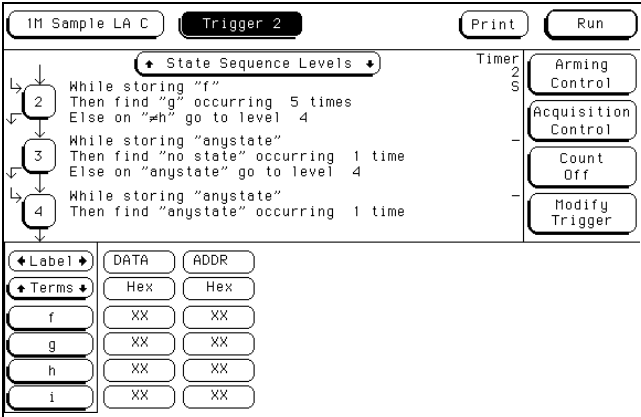 1M Sample LA C
Trigger 2
Print
Run
State Sequence Levels
Timer
2
S
Arming
Control
2
While storing "f"
Then find "g" occurring 5 times
Else on "≠h" go to level 4
Acquisition
Control
3
While storing "anystate"
Then find "no state" occurring 1 time
Else on "anystate" go to level 4
-
Count
Off
4
While storing "anystate"
Then find "anystate" occurring 1 time
-
Modify
Trigger
Label
DATA
ADDR
Terms
Hex
Hex
f
XX
XX
g
XX
XX
h
XX
XX
i
XX
XX